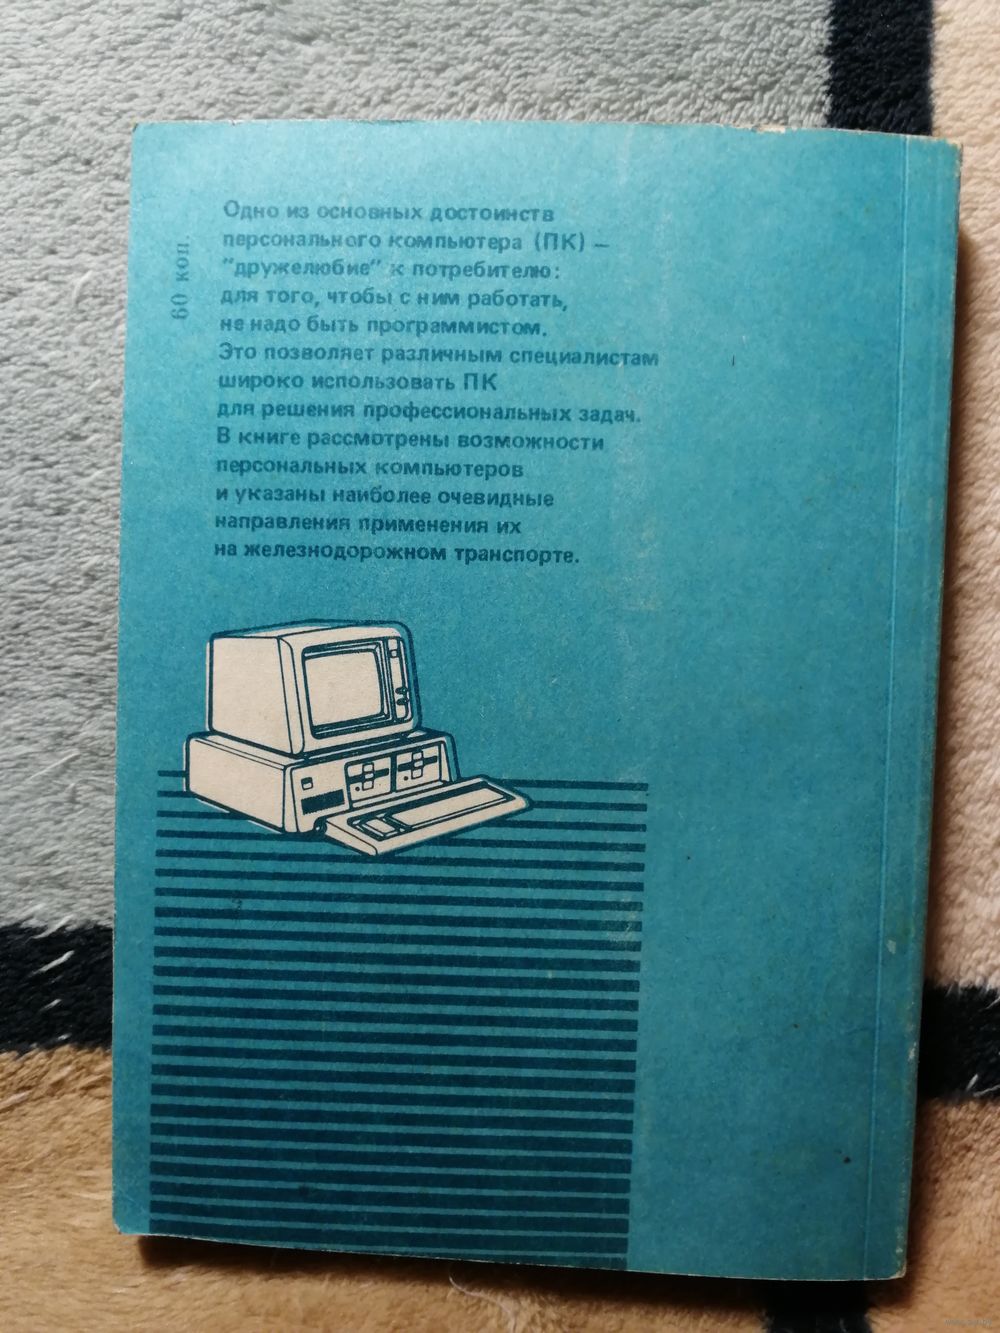 Одно из основных достоинств
персонального компьютера (ПК) —
"дружелюбие" к потребителю:
для того, чтобы с ним работать,
не надо быть программистом.
Это позволяет различным специалистам
широко использовать ПК
для решения профессиональных задач.
В книге рассмотрены возможности
персональных компьютеров
и указаны наиболее очевидные
направления применения их
на железнодорожном транспорте.
60 коп.